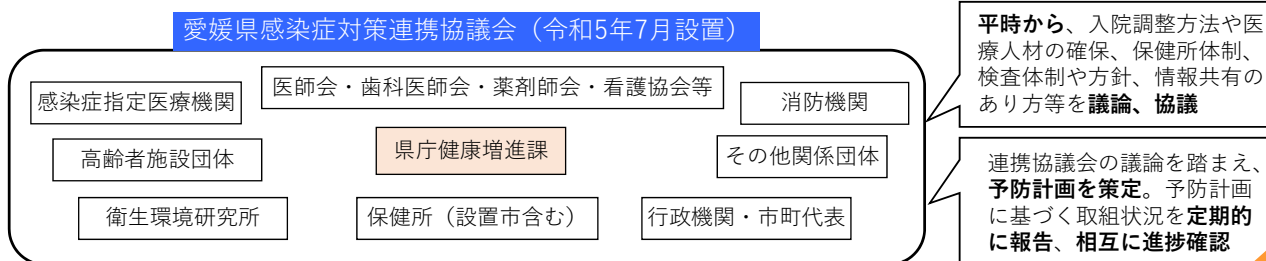 愛媛県感染症対策連携協議会（令和5年7月設置）
感染症指定医療機関
医師会・歯科医師会・薬剤師会・看護協会等
消防機関
高齢者施設団体
県庁健康増進課
その他関係団体
衛生環境研究所
保健所（設置市含む）
行政機関・市町代表
平時から、入院調整方法や医
療人材の確保、保健所体制、
検査体制や方針、情報共有の
あり方等を議論、協議
連携協議会の議論を踏まえ、
予防計画を策定。予防計画
に基づく取組状況を定期的
に報告、相互に進捗確認